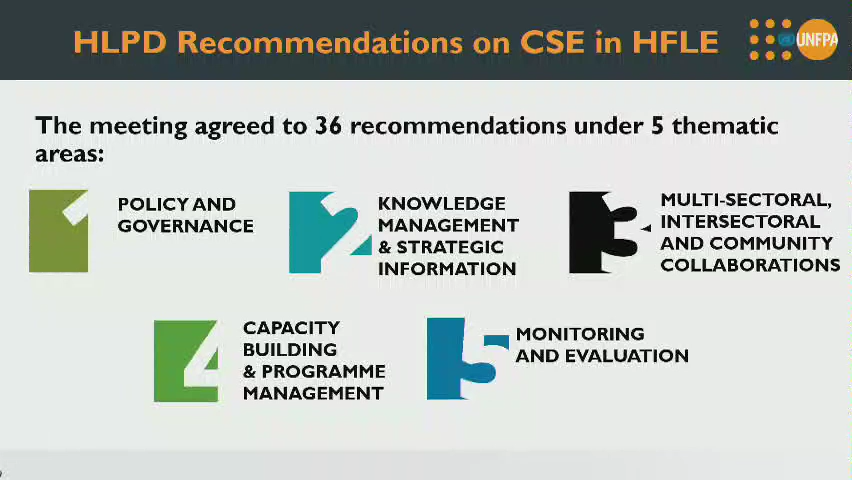 HLPD Recommendations on CSE in HFLE
UNFPA
The meeting agreed to 36 recommendations under 5 thematic
areas:
1
POLICY AND
GOVERNANCE
2
KNOWLEDGE
MANAGEMENT
& STRATEGIC
INFORMATION
3
MULTI-SECTORAL,
INTERSECTORAL
AND COMMUNITY
COLLABORATIONS
4
CAPACITY
BUILDING
& PROGRAMME
MANAGEMENT
5
MONITORING
AND EVALUATION